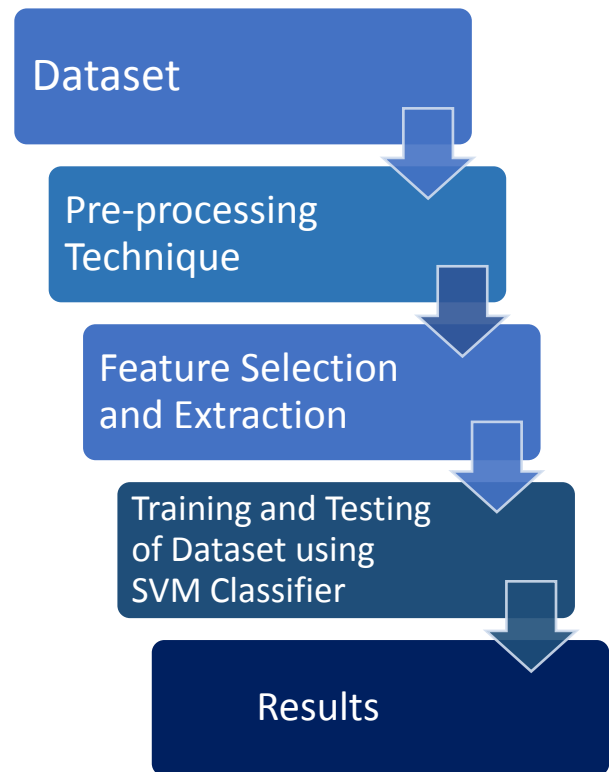 Dataset
Pre-processing
Technique
Feature Selection
and Extraction
Training and Testing
of Dataset using
SVM Classifier
Results